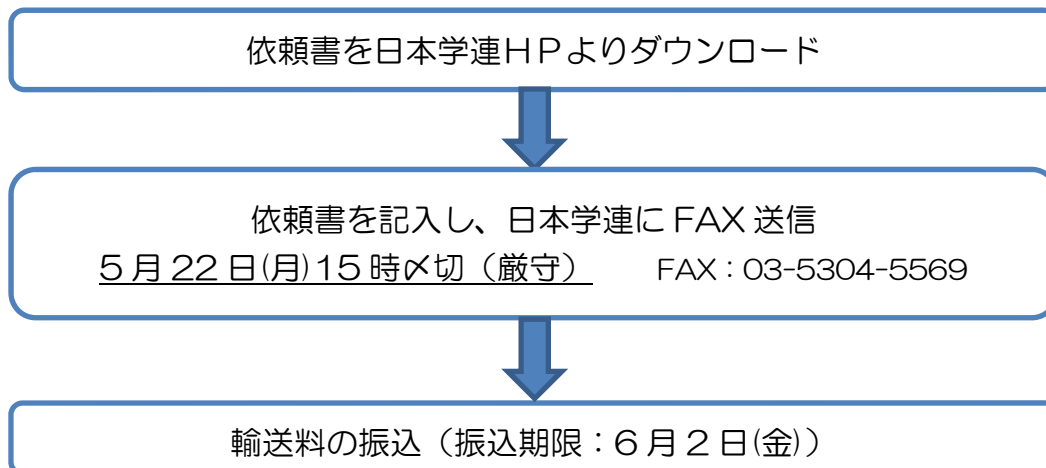 依頼書を日本学連ＨＰよりダウンロード
依頼書を記入し、日本学連に FAX 送信
５月 22 日(月)15 時〆切（厳守）　　FAX：03-5304-5569
輸送料の振込（振込期限：６月２日(金)）